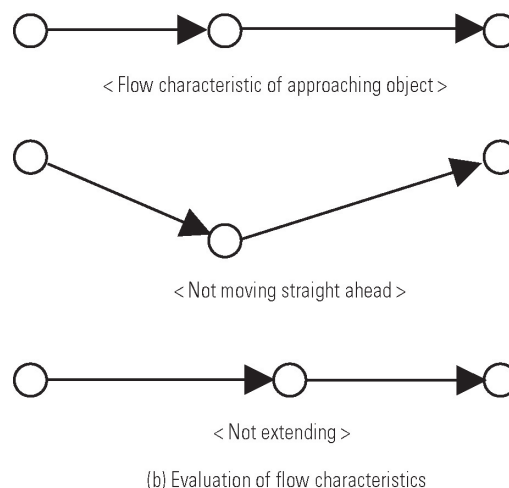 < Flow characteristic of approaching object >
< Not moving straight ahead >
< Not extending >
(b) Evaluation of flow characteristics